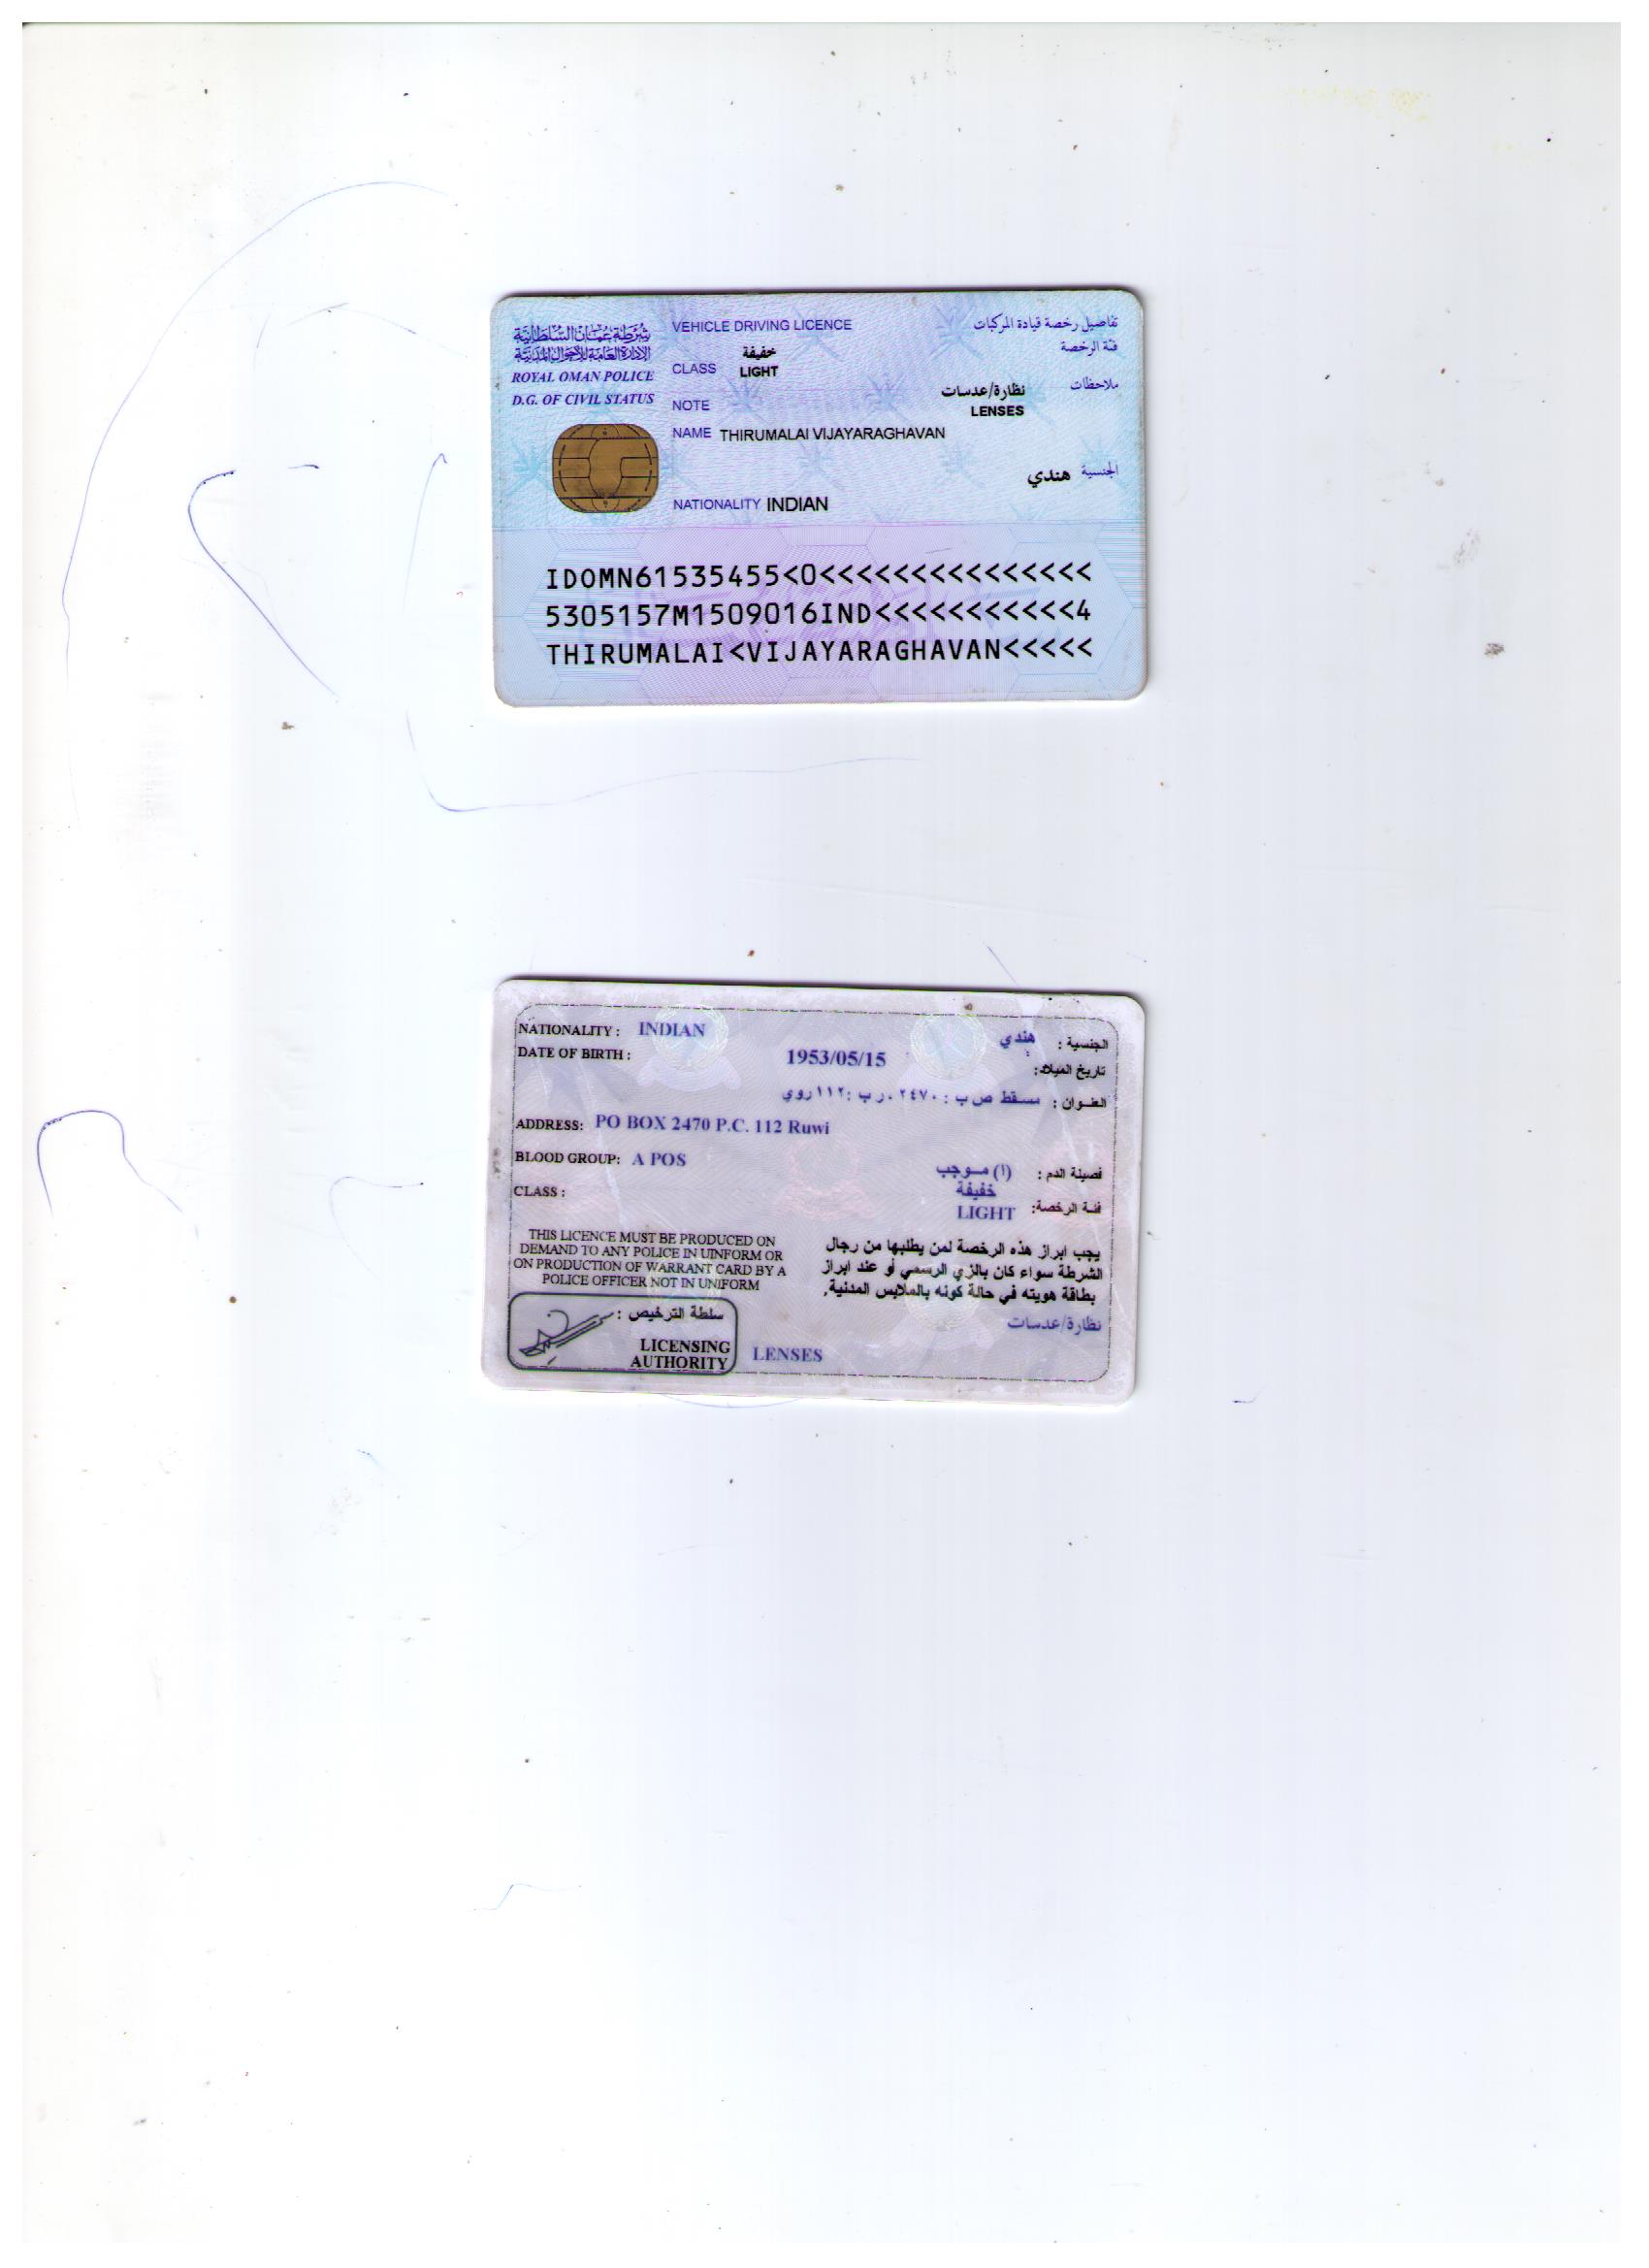 شرطة عمان السلطانية
الإدارة العامة للأحوال المدنية
ROYAL OMAN POLICE
D.G. OF CIVIL STATUS
VEHICLE DRIVING LICENCE تفاصيل رخصة قيادة المركبات
خفيفة فئة الرخصة
CLASS LIGHT
نظارة/عدسات ملاحظات
NOTE LENSES
NAME THIRUMALAI VIJAYARAGHAVAN
الجنسية هندي
NATIONALITY INDIAN
IDOMN61535455<0<<<<<<<<<<<<<<<
5305157M1509016IND<<<<<<<<<<<4
THIRUMALAI<VIJAYARAGHAVAN<<<<<
NATIONALITY : INDIAN الجنسية : هندي
DATE OF BIRTH : 1953/05/15 تاريخ الميلاد:
العنوان : مسقط ص ب : ٢٤٧٠ .ر ب :١١٢ روي
ADDRESS: PO BOX 2470 P.C. 112 Ruwi
BLOOD GROUP: A POS فصيلة الدم : (ا) موجب
CLASS : خفيفة
LIGHT فئة الرخصة:
THIS LICENCE MUST BE PRODUCED ON
DEMAND TO ANY POLICE IN UINFORM OR
ON PRODUCTION OF WARRANT CARD BY A
POLICE OFFICER NOT IN UNIFORM
يجب ابراز هذه الرخصة لمن يطلبها من رجال
الشرطة سواء كان بالزي الرسمي أو عند ابراز
بطاقة هويته في حالة كونه بالملابس المدنية,
سلطة الترخيص :
LICENSING
AUTHORITY
نظارة/عدسات
LENSES